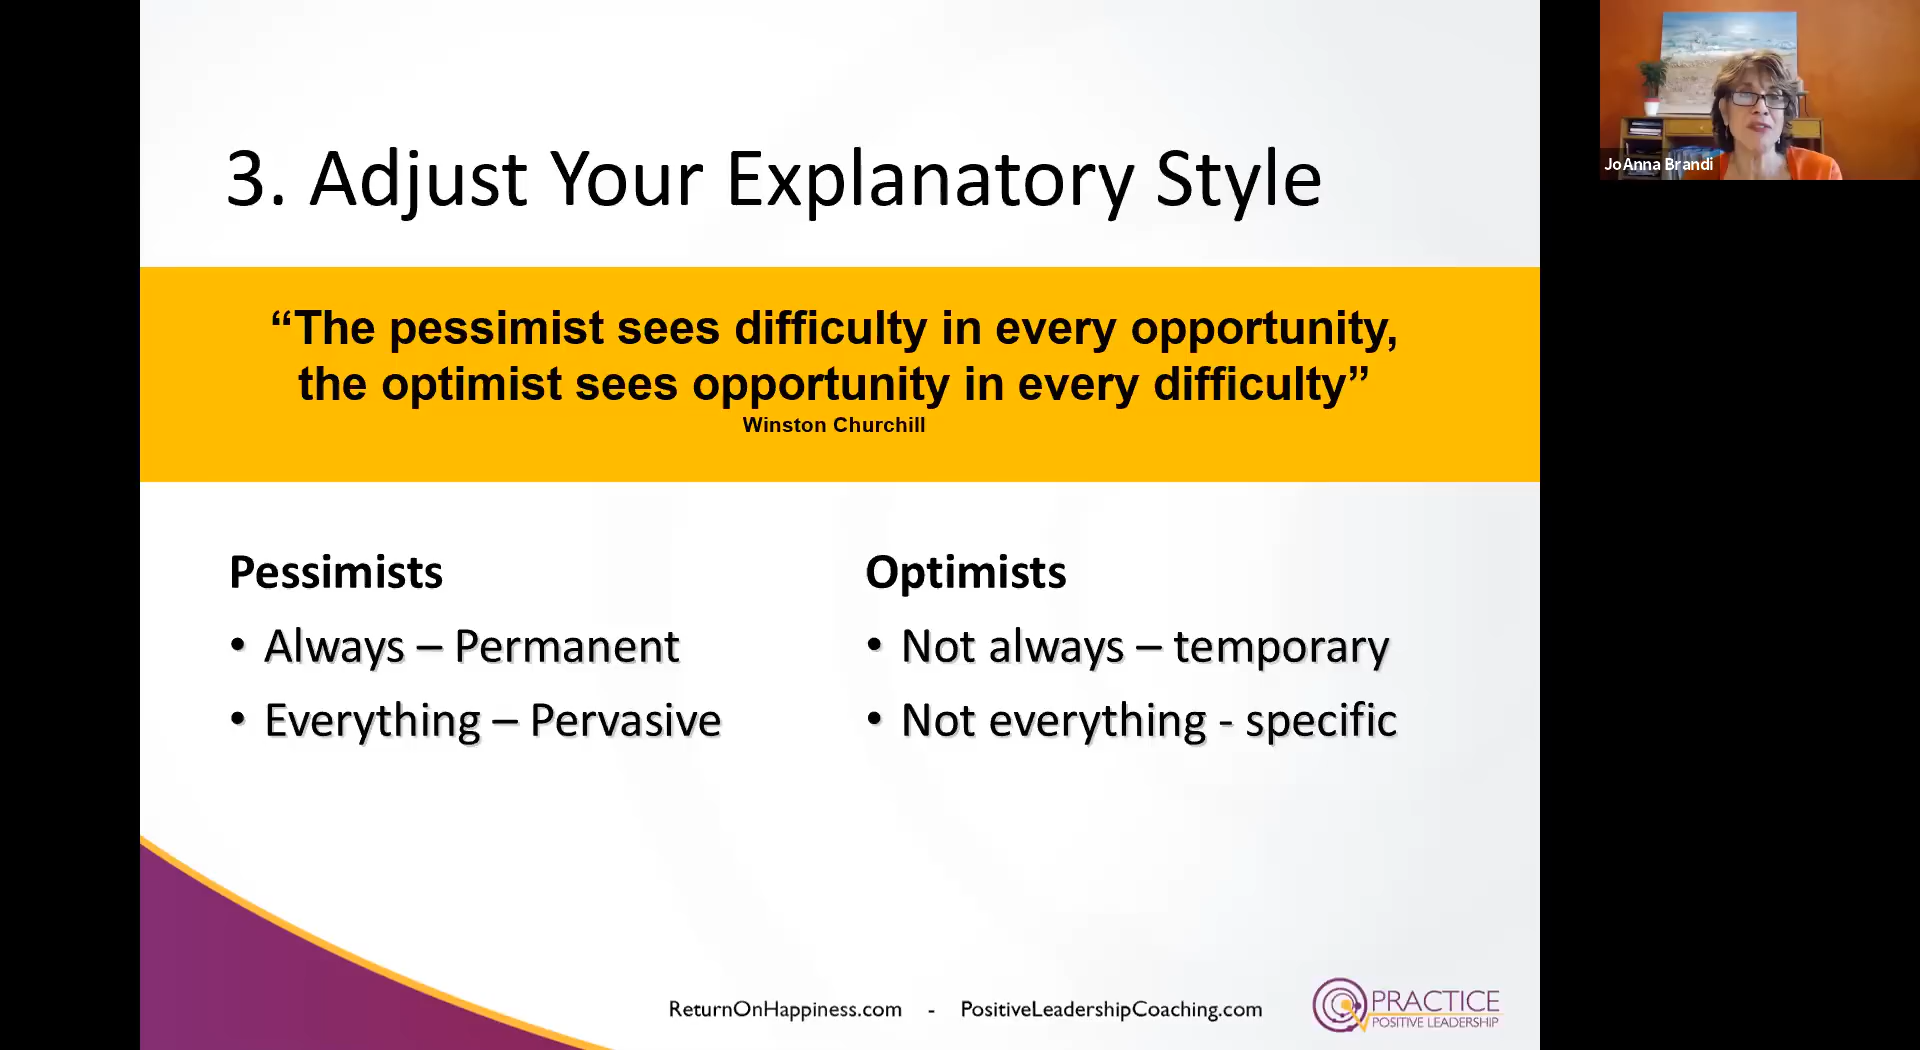 3. Adjust Your Explanatory Style
“The pessimist sees difficulty in every opportunity,
the optimist sees opportunity in every difficulty”
Winston Churchill
Pessimists
• Always – Permanent
• Everything – Pervasive
Optimists
• Not always – temporary
• Not everything - specific
ReturnOnHappiness.com - PositiveLeadershipCoaching.com
PRACTICE
POSITIVE LEADERSHIP
JoAnna Brandi